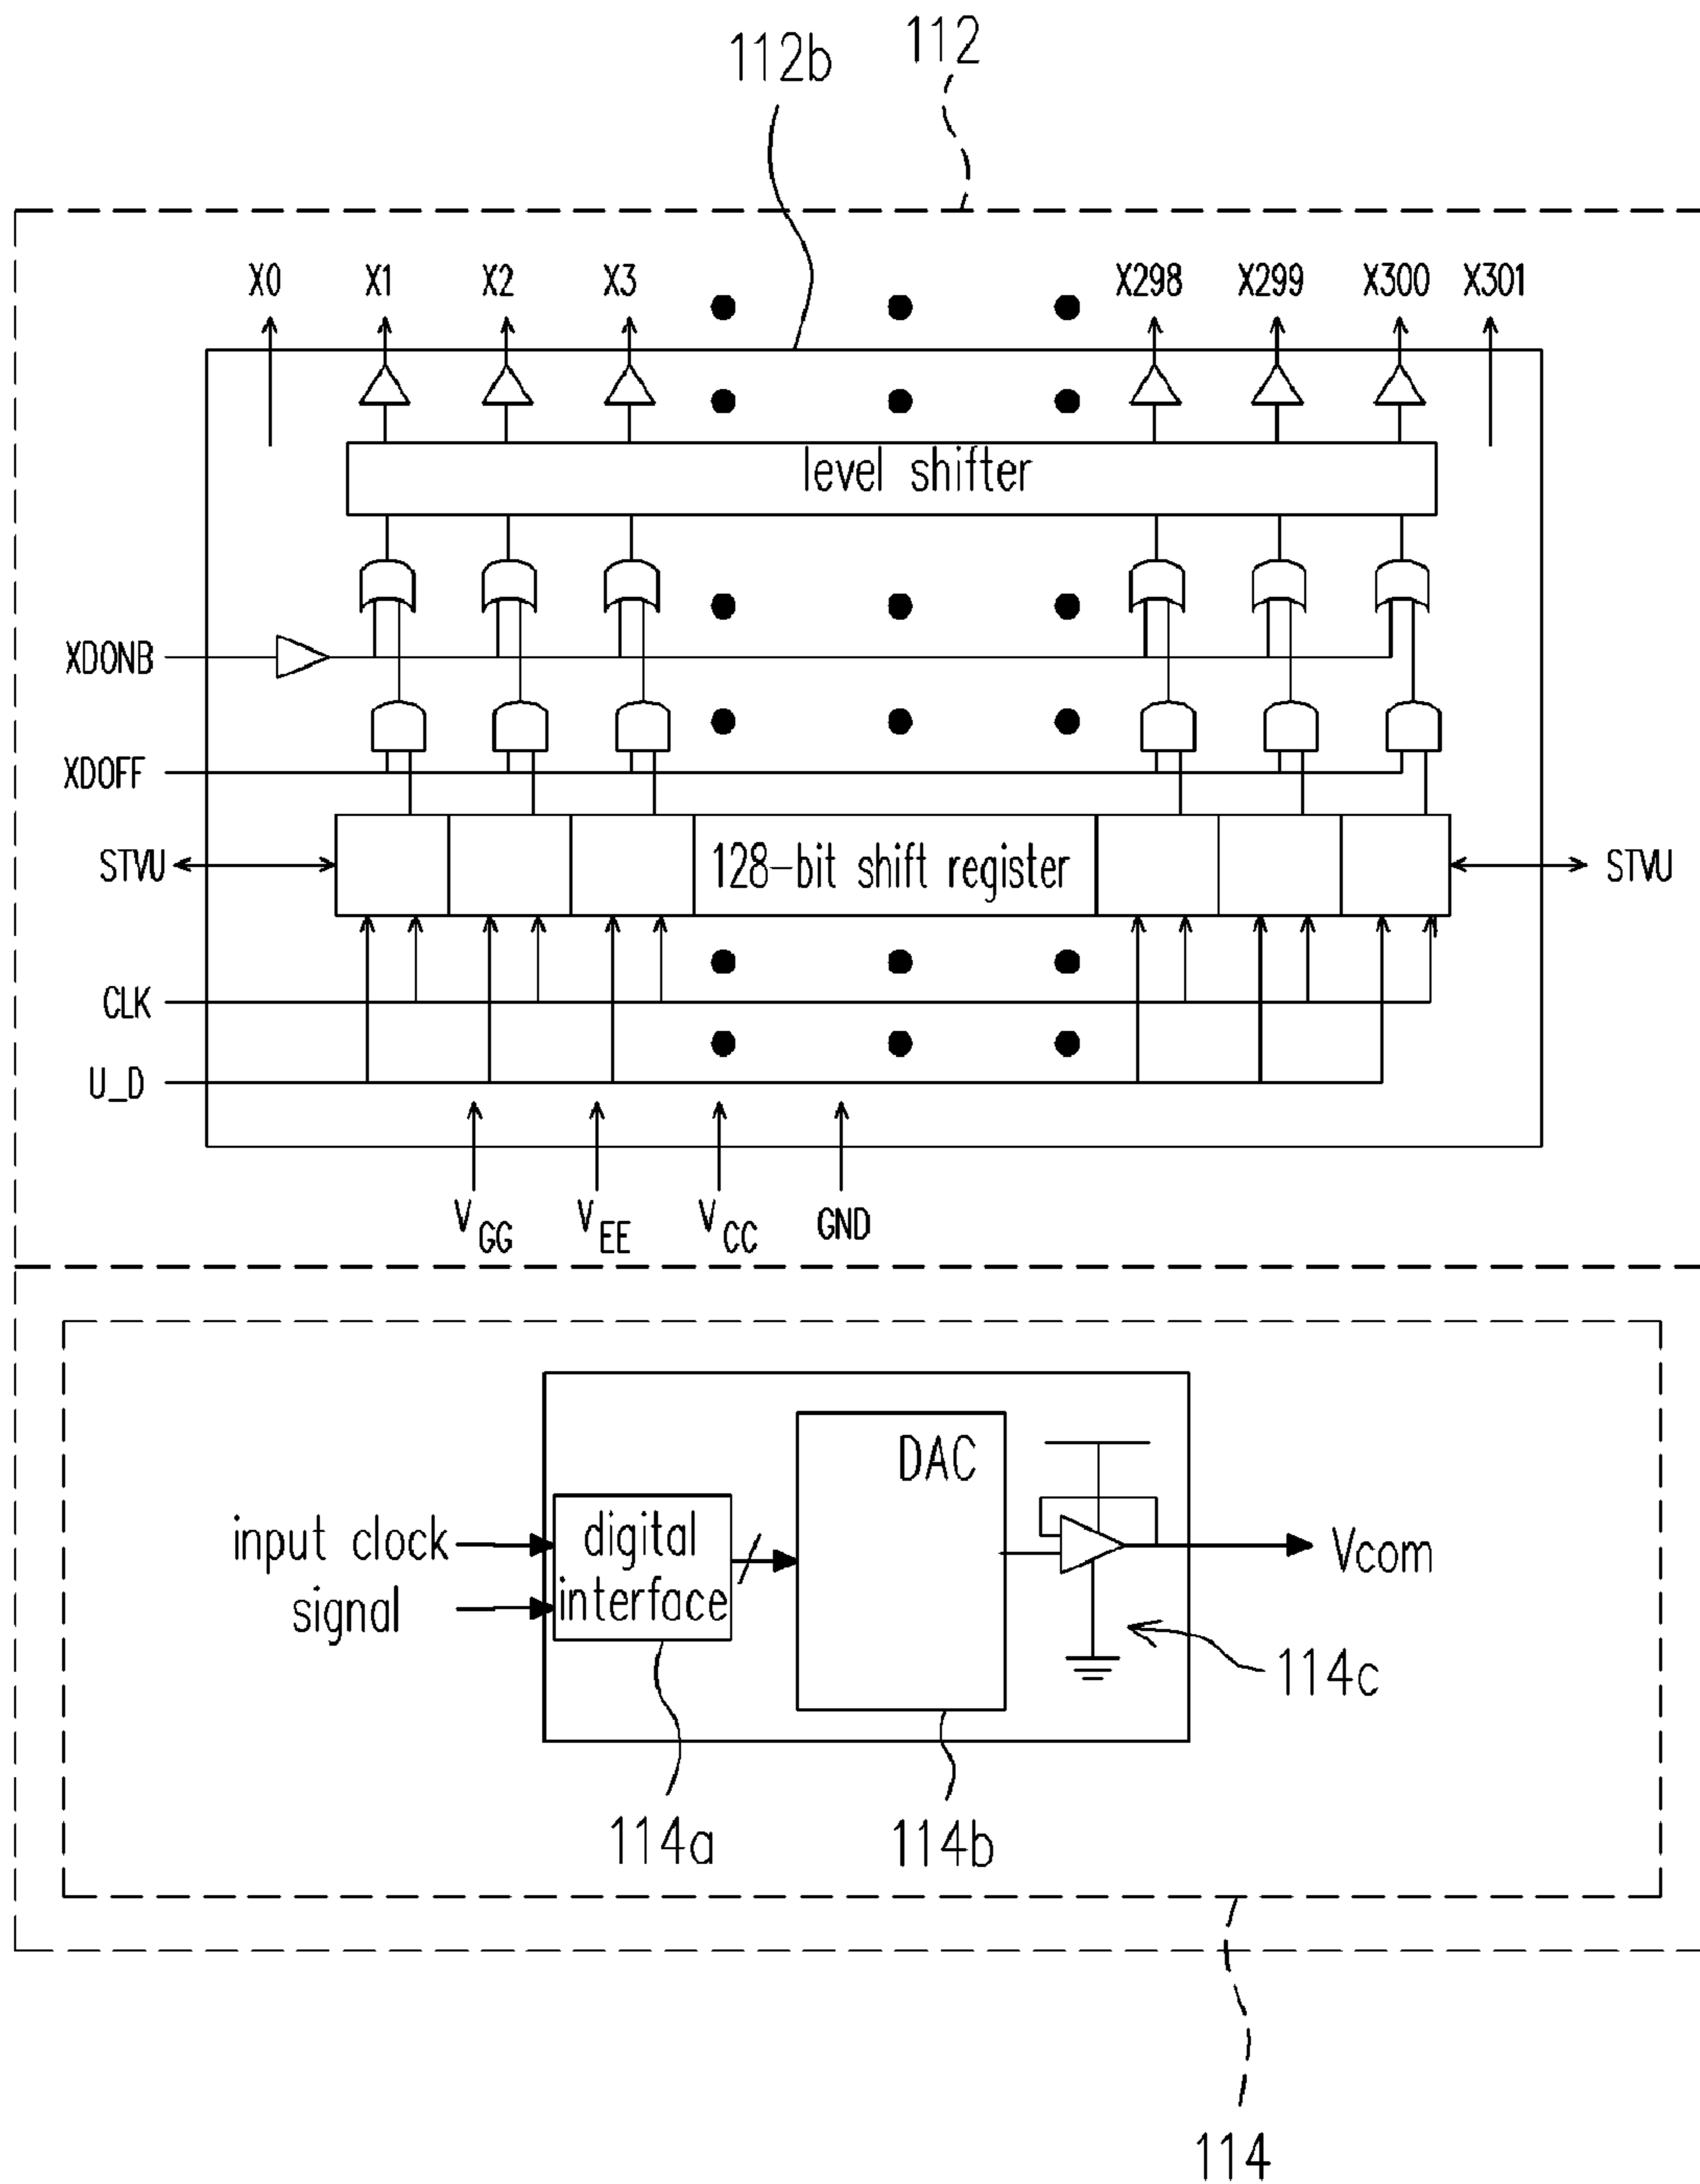 112b 112
X0 X1 X2 X3 X298 X299 X300 X301
level shifter
XDONB
XDOFF
STVU 128-bit shift register STVU
CLK
U_D
VGG VEE VCC GND
DAC
input clock digital Vcom
signal interface
114c
114a 114b
114